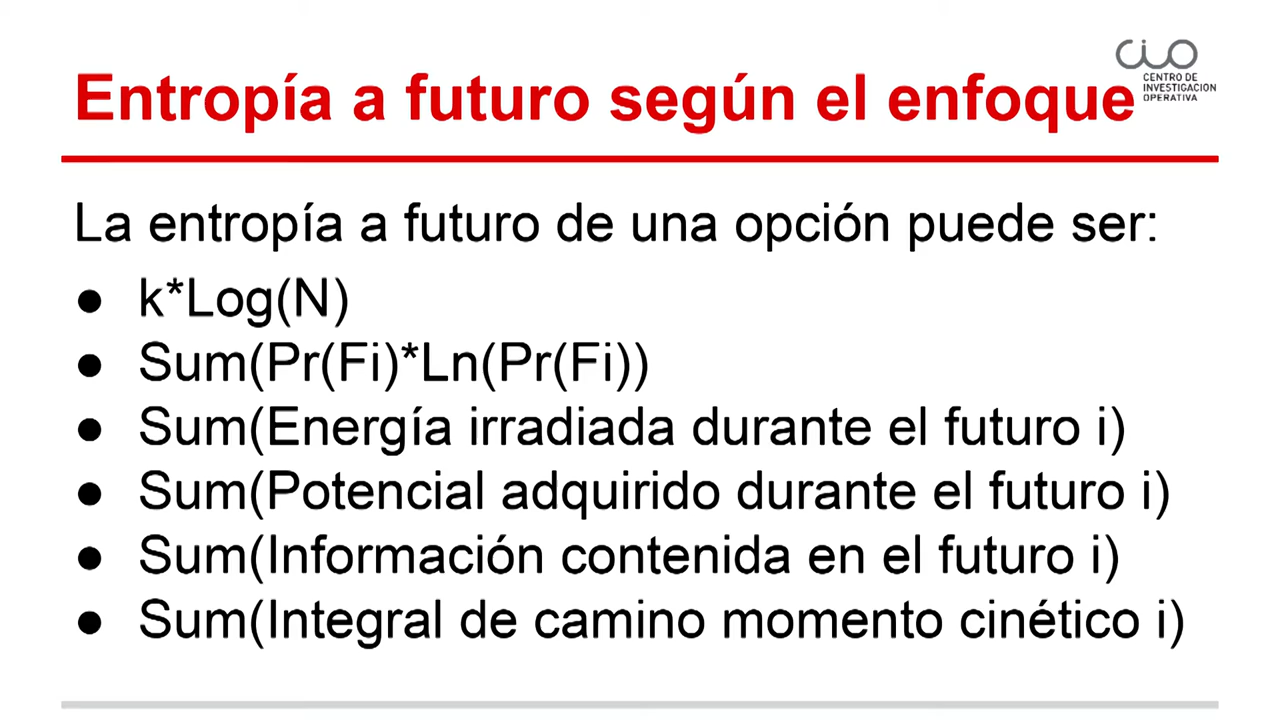 Entropía a futuro según el enfoque
CIO
CENTRO DE
INVESTIGACION
OPERATIVA
La entropía a futuro de una opción puede ser:
● k*Log(N)
● Sum(Pr(Fi)*Ln(Pr(Fi))
● Sum(Energía irradiada durante el futuro i)
● Sum(Potencial adquirido durante el futuro i)
● Sum(Información contenida en el futuro i)
● Sum(Integral de camino momento cinético i)